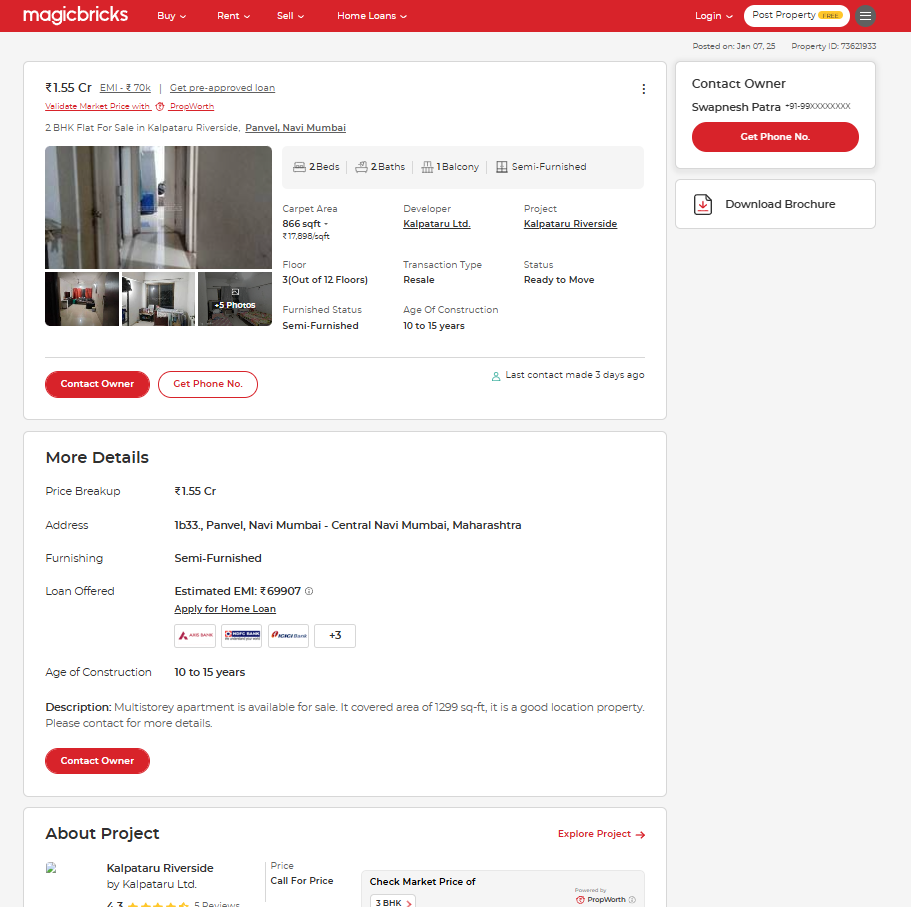 magicbricks
Buy Rent Sell Home Loans Login Post Property FREE
Posted on: Jan 07, 25 Property ID: 73621933
₹1.55 Cr EMI - ₹ 70k | Get pre-approved loan
Validate Market Price with PropWorth
2 BHK Flat For Sale in Kalpataru Riverside, Panvel, Navi Mumbai
2 Beds 2 Baths 1 Balcony Semi-Furnished
Carpet Area Developer Project
866 sqft Kalpataru Ltd. Kalpataru Riverside
₹17,898/sqft
Floor Transaction Type Status
3(Out of 12 Floors) Resale Ready to Move
+5 Photos
Furnished Status Age Of Construction
Semi-Furnished 10 to 15 years
Contact Owner Get Phone No. Last contact made 3 days ago
Contact Owner
Swapnesh Patra +91-99XXXXXXXX
Get Phone No.
Download Brochure
More Details
Price Breakup ₹1.55 Cr
Address 1b33., Panvel, Navi Mumbai - Central Navi Mumbai, Maharashtra
Furnishing Semi-Furnished
Loan Offered Estimated EMI: ₹69907
Apply for Home Loan
AXIS BANK HDFC BANK ICICI Bank +3
Age of Construction 10 to 15 years
Description: Multistorey apartment is available for sale. It covered area of 1299 sq-ft, it is a good location property.
Please contact for more details.
Contact Owner
About Project Explore Project
Kalpataru Riverside Price
by Kalpataru Ltd. Call For Price
4.3 5 Reviews
Check Market Price of
Powered by
3 BHK PropWorth